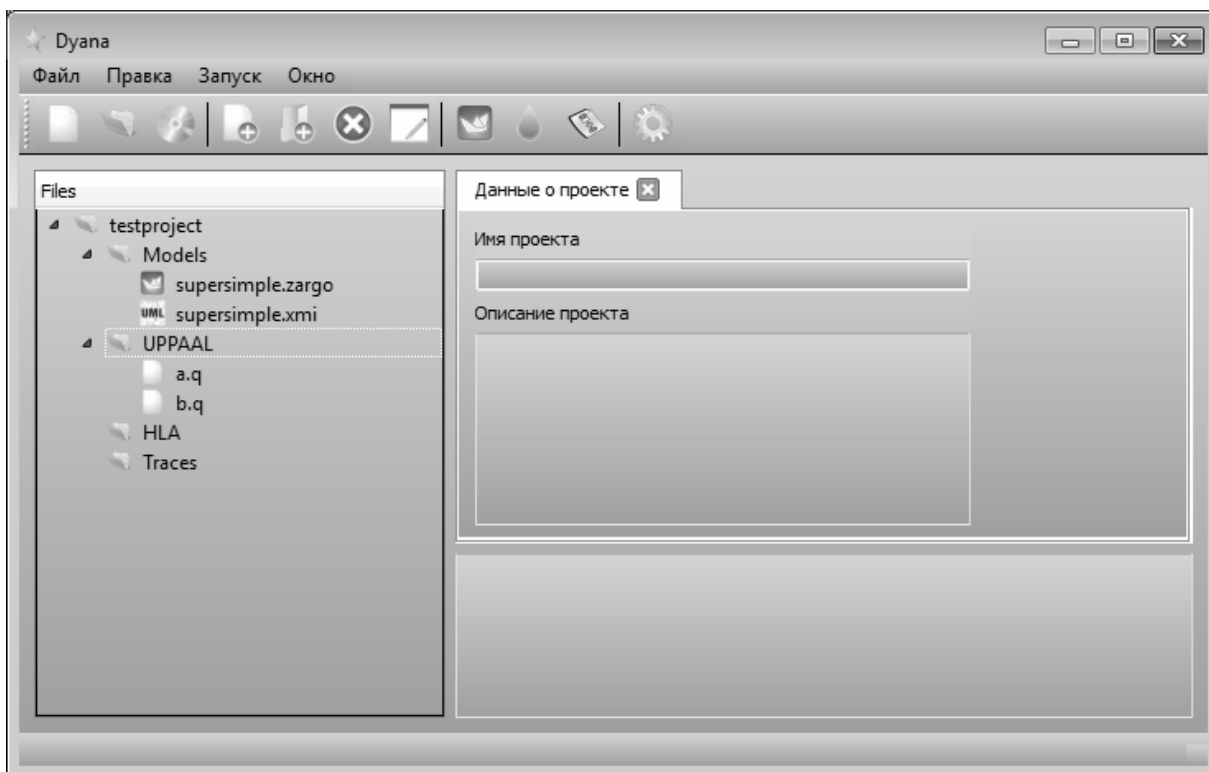 Dyana
Файл Правка Запуск Окно
Files
testproject
Models
supersimple.zargo
UML supersimple.xmi
UPPAAL
a.q
b.q
HLA
Traces
Данные о проекте
Имя проекта
Описание проекта